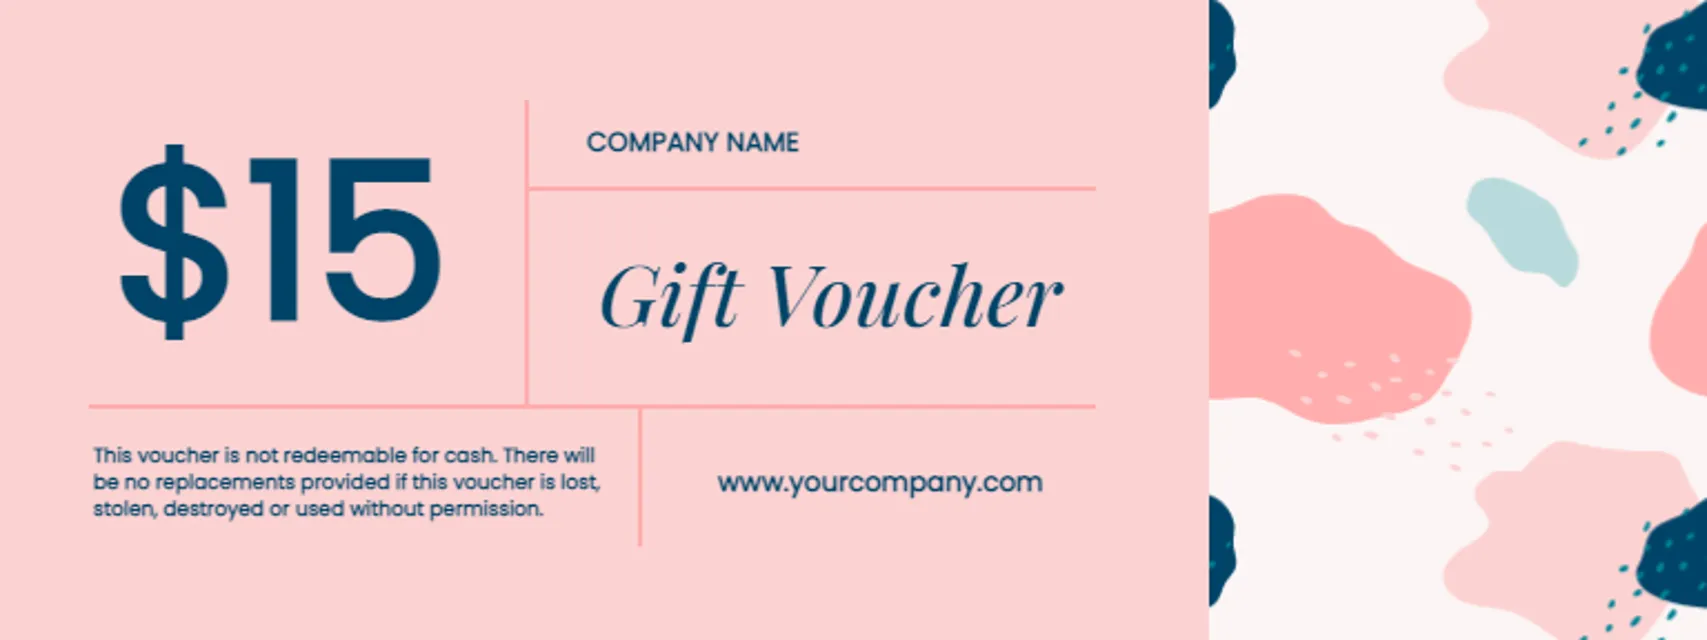 $15
COMPANY NAME
Gift Voucher
This voucher is not redeemable for cash. There will
be no replacements provided if this voucher is lost,
stolen, destroyed or used without permission.
www.yourcompany.com